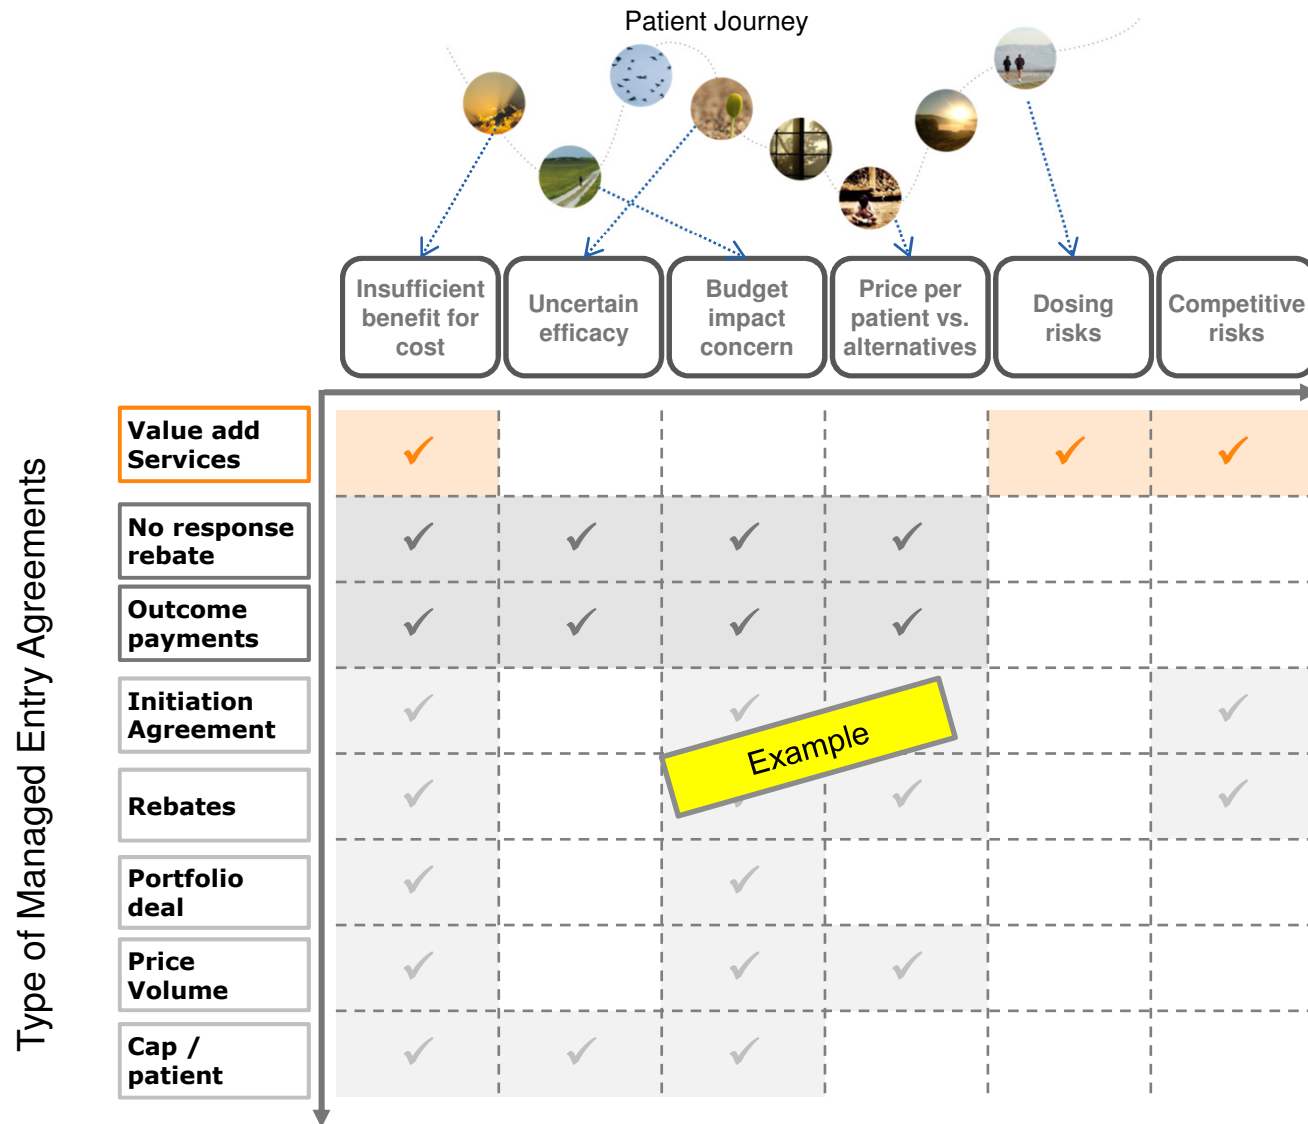 Patient Journey
Insufficient
benefit for
cost
Uncertain
efficacy
Budget
impact
concern
Price per
patient vs.
alternatives
Dosing
risks
Competitive
risks
Type of Managed Entry Agreements
Value add
Services
No response
rebate
Outcome
payments
Initiation
Agreement
Example
Rebates
Portfolio
deal
Price
Volume
Cap /
patient